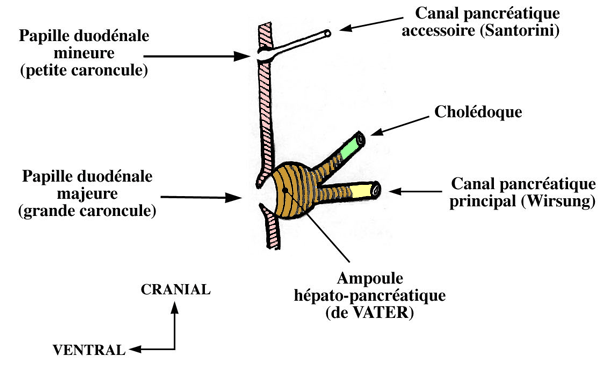 Canal pancréatique
accessoire (Santorini)
Papille duodénale
mineure
(petite caroncule)
Cholédoque
Papille duodénale
majeure
(grande caroncule)
Canal pancréatique
principal (Wirsung)
Ampoule
hépato-pancréatique
(de VATER)
CRANIAL
VENTRAL